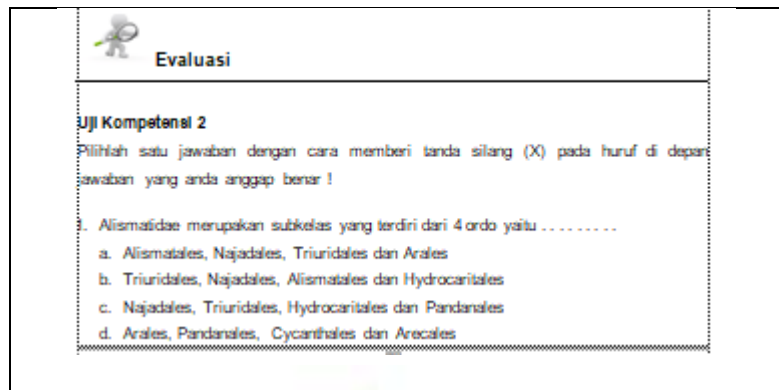 Evaluasi
Uji Kompetensi 2
Pilihlah satu jawaban dengan cara memberi tanda silang (X) pada huruf di depan
jawaban yang anda anggap benar !
1. Alismatidae merupakan subkelas yang terdiri dari 4 ordo yaitu . . . . . . . . .
a. Alismatales, Najadales, Triuridales dan Arales
b. Triuridales, Najadales, Alismatales dan Hydrocaritales
c. Najadales, Triuridales, Hydrocaritales dan Pandanales
d. Arales, Pandanales, Cycanthales dan Arecales